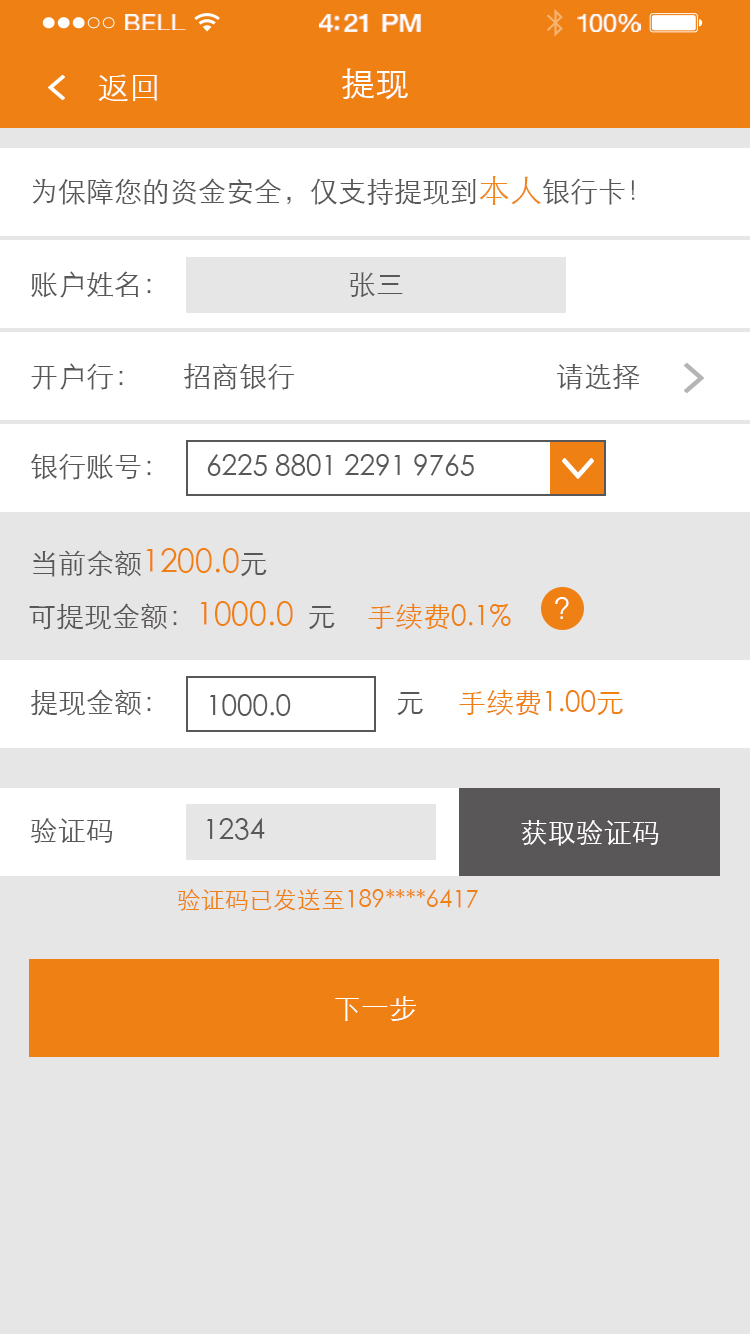 BELL 4:21 PM 100%
返回 提现
为保障您的资金安全，仅支持提现到本人银行卡！
账户姓名： 张三
开户行： 招商银行 请选择
银行账号： 6225 8801 2291 9765
当前余额1200.0元
可提现金额：1000.0 元 手续费0.1% ?
提现金额： 1000.0 元 手续费1.00元
验证码 1234 获取验证码
验证码已发送至189****6417
下一步